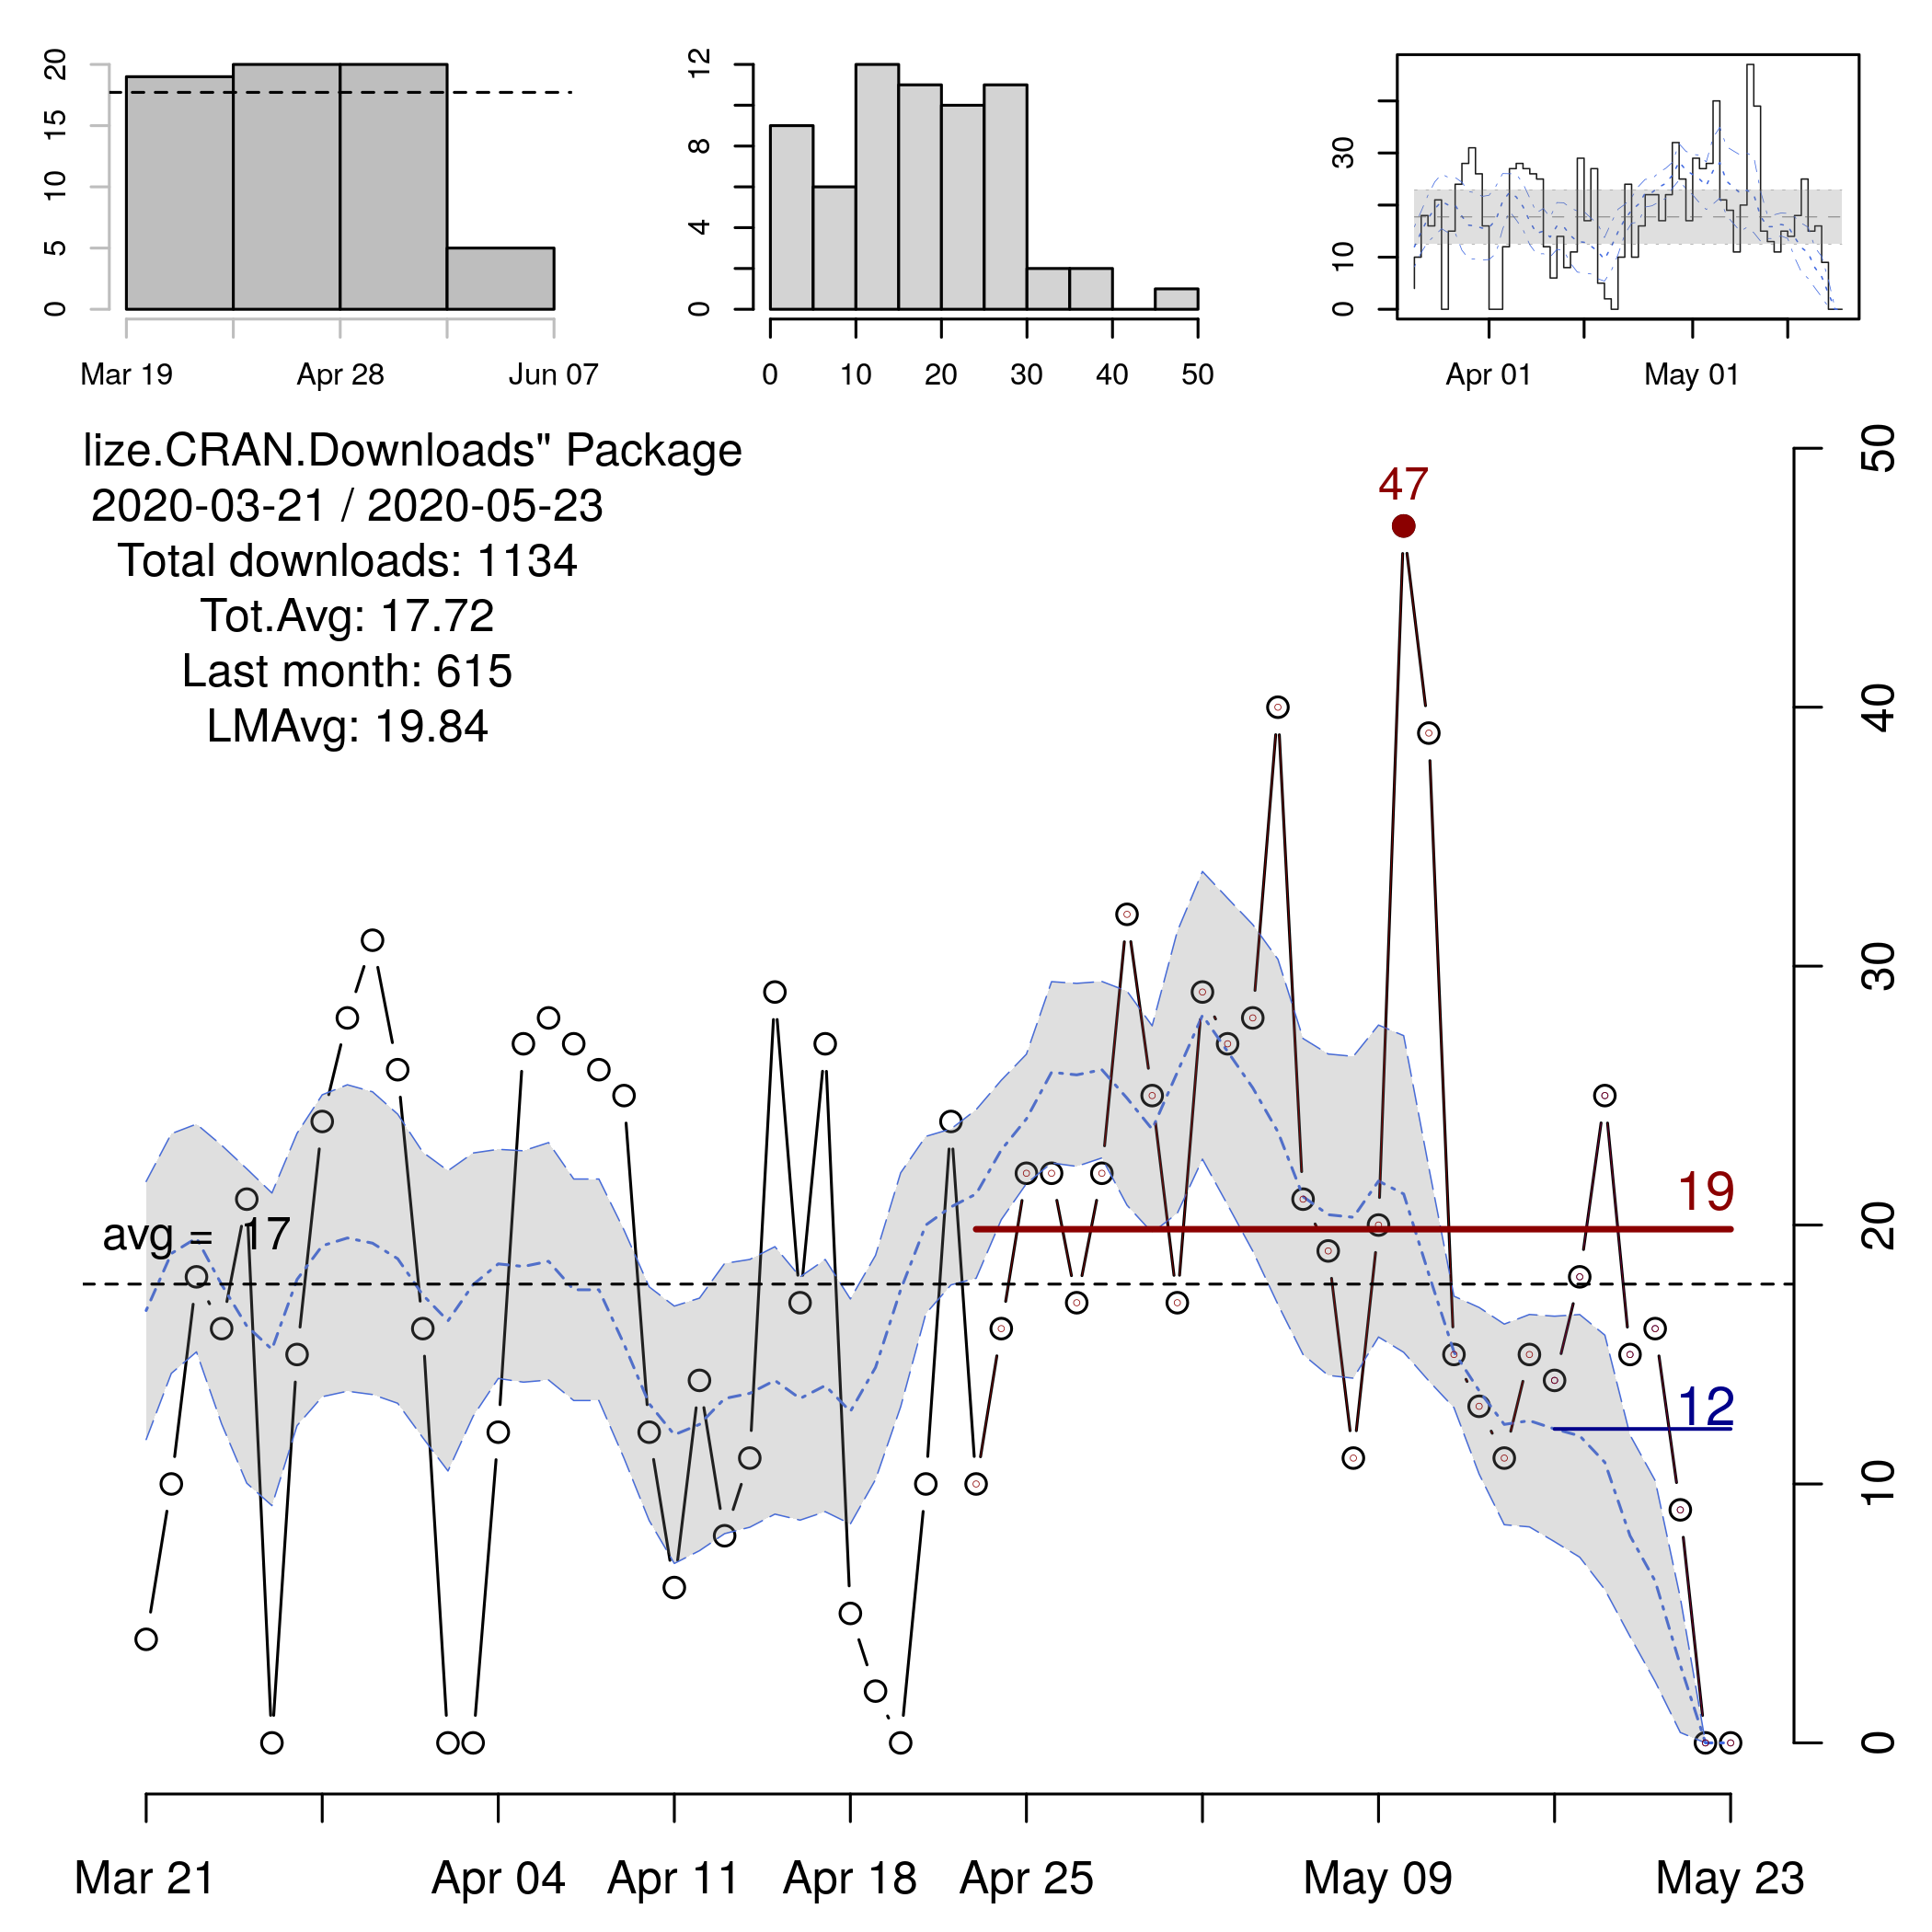 20
15
10
5
0
Mar 19 Apr 28 Jun 07
12
8
4
0
0 10 20 30 40 50
30
10
0
Apr 01 May 01
lize.CRAN.Downloads" Package
2020-03-21 / 2020-05-23
Total downloads: 1134
Tot.Avg: 17.72
Last month: 615
LMAvg: 19.84
47
avg = 17
19
12
50
40
30
20
10
0
Mar 21 Apr 04 Apr 11 Apr 18 Apr 25 May 09 May 23